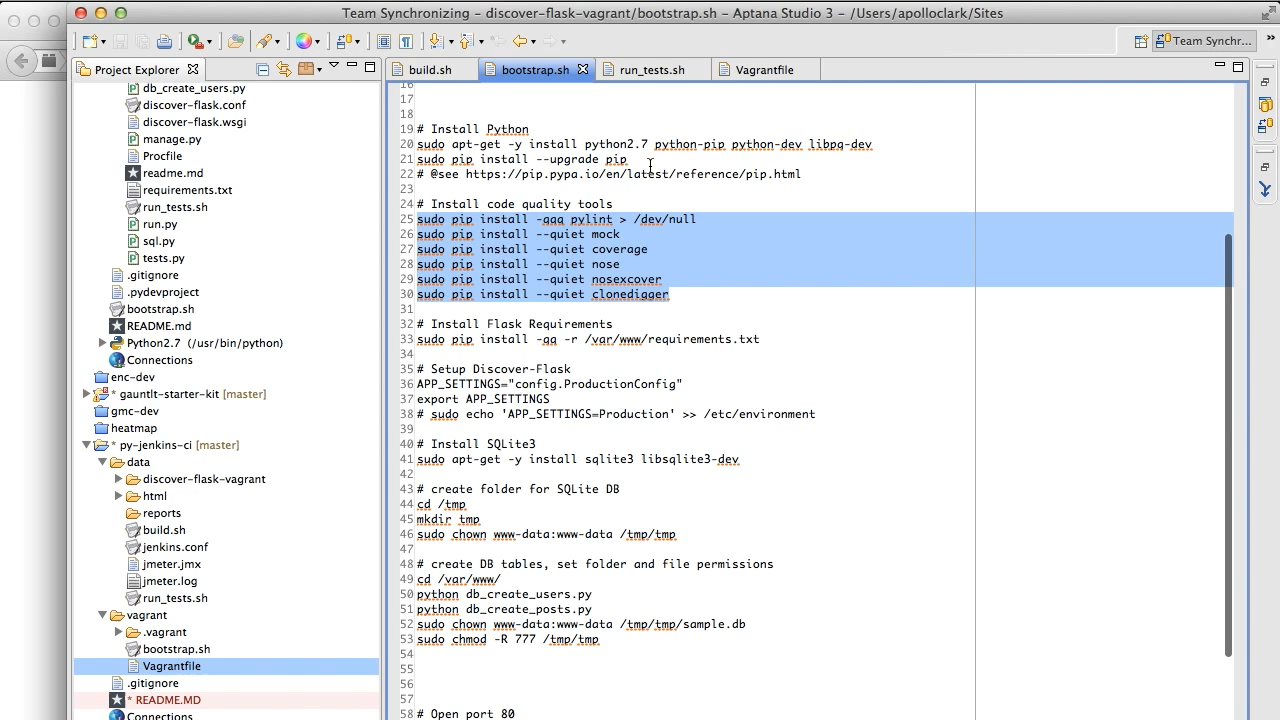 Team Synchronizing – discover-flask-vagrant/bootstrap.sh – Aptana Studio 3 – /Users/apolloclark/Sites
Team Synchr...
Project Explorer
build.sh
bootstrap.sh
run_tests.sh
Vagrantfile
db_create_users.py
discover-flask.conf
discover-flask.wsgi
manage.py
Procfile
readme.md
requirements.txt
run_tests.sh
run.py
sql.py
tests.py
.gitignore
.pydevproject
bootstrap.sh
README.md
Python2.7 (/usr/bin/python)
Connections
enc-dev
* gauntlt-starter-kit [master]
gmc-dev
heatmap
* py-jenkins-ci [master]
data
discover-flask-vagrant
html
reports
build.sh
jenkins.conf
jmeter.jmx
jmeter.log
run_tests.sh
vagrant
.vagrant
bootstrap.sh
Vagrantfile
.gitignore
* README.MD
Connections
16
17
18
19 # Install Python
20 sudo apt-get -y install python2.7 python-pip python-dev libpq-dev
21 sudo pip install --upgrade pip
22 # @see https://pip.pypa.io/en/latest/reference/pip.html
23
24 # Install code quality tools
25 sudo pip install -qqq pylint > /dev/null
26 sudo pip install --quiet mock
27 sudo pip install --quiet coverage
28 sudo pip install --quiet nose
29 sudo pip install --quiet nosexcover
30 sudo pip install --quiet clonedigger
31
32 # Install Flask Requirements
33 sudo pip install -qq -r /var/www/requirements.txt
34
35 # Setup Discover-Flask
36 APP_SETTINGS="config.ProductionConfig"
37 export APP_SETTINGS
38 # sudo echo 'APP_SETTINGS=Production' >> /etc/environment
39
40 # Install SQLite3
41 sudo apt-get -y install sqlite3 libsqlite3-dev
42
43 # create folder for SQLite DB
44 cd /tmp
45 mkdir tmp
46 sudo chown www-data:www-data /tmp/tmp
47
48 # create DB tables, set folder and file permissions
49 cd /var/www/
50 python db_create_users.py
51 python db_create_posts.py
52 sudo chown www-data:www-data /tmp/tmp/sample.db
53 sudo chmod -R 777 /tmp/tmp
54
55
56
57
58 # Open port 80